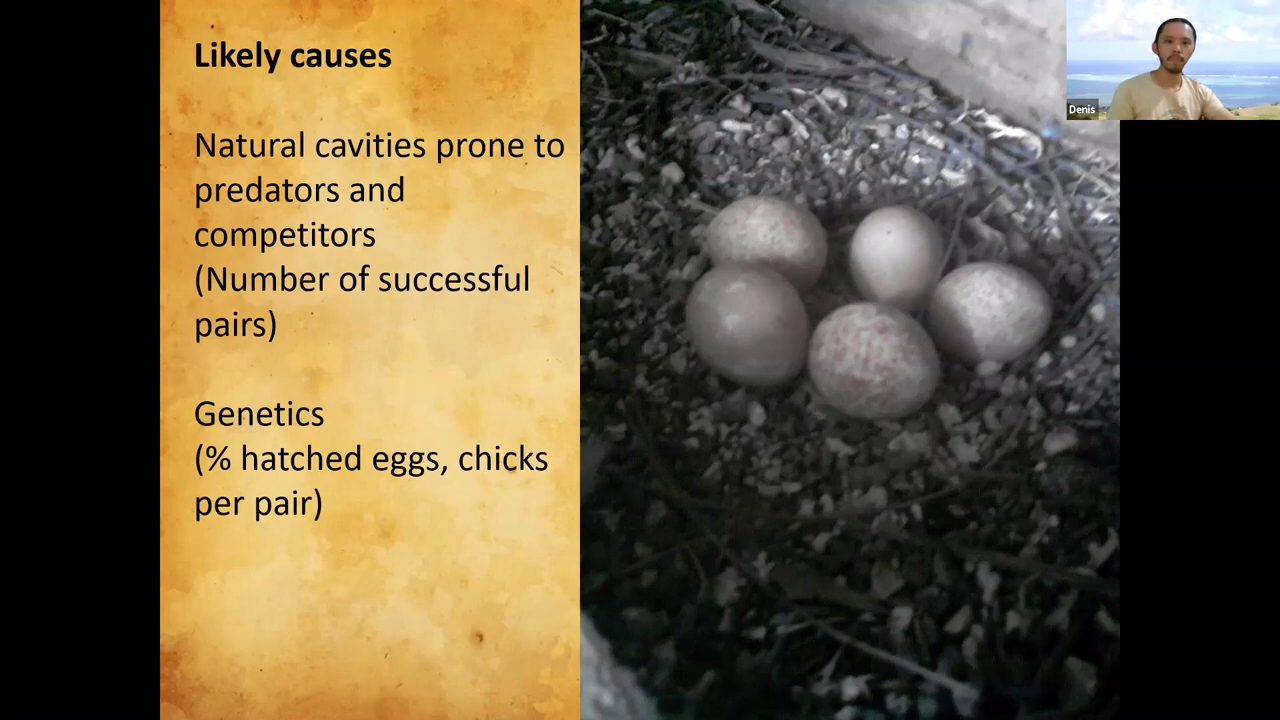 Likely causes
Natural cavities prone to
predators and
competitors
(Number of successful
pairs)
Genetics
(% hatched eggs, chicks
per pair)
Denis